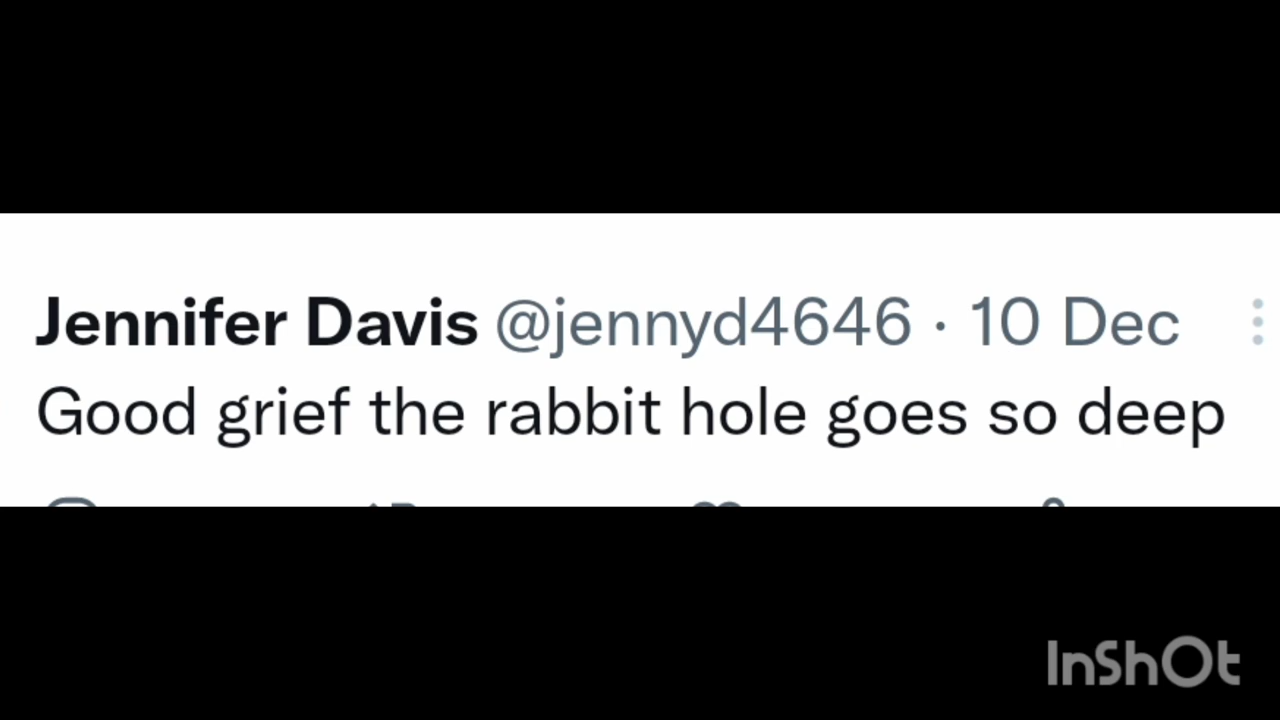 Jennifer Davis @jennyd4646 · 10 Dec
Good grief the rabbit hole goes so deep
InShOt